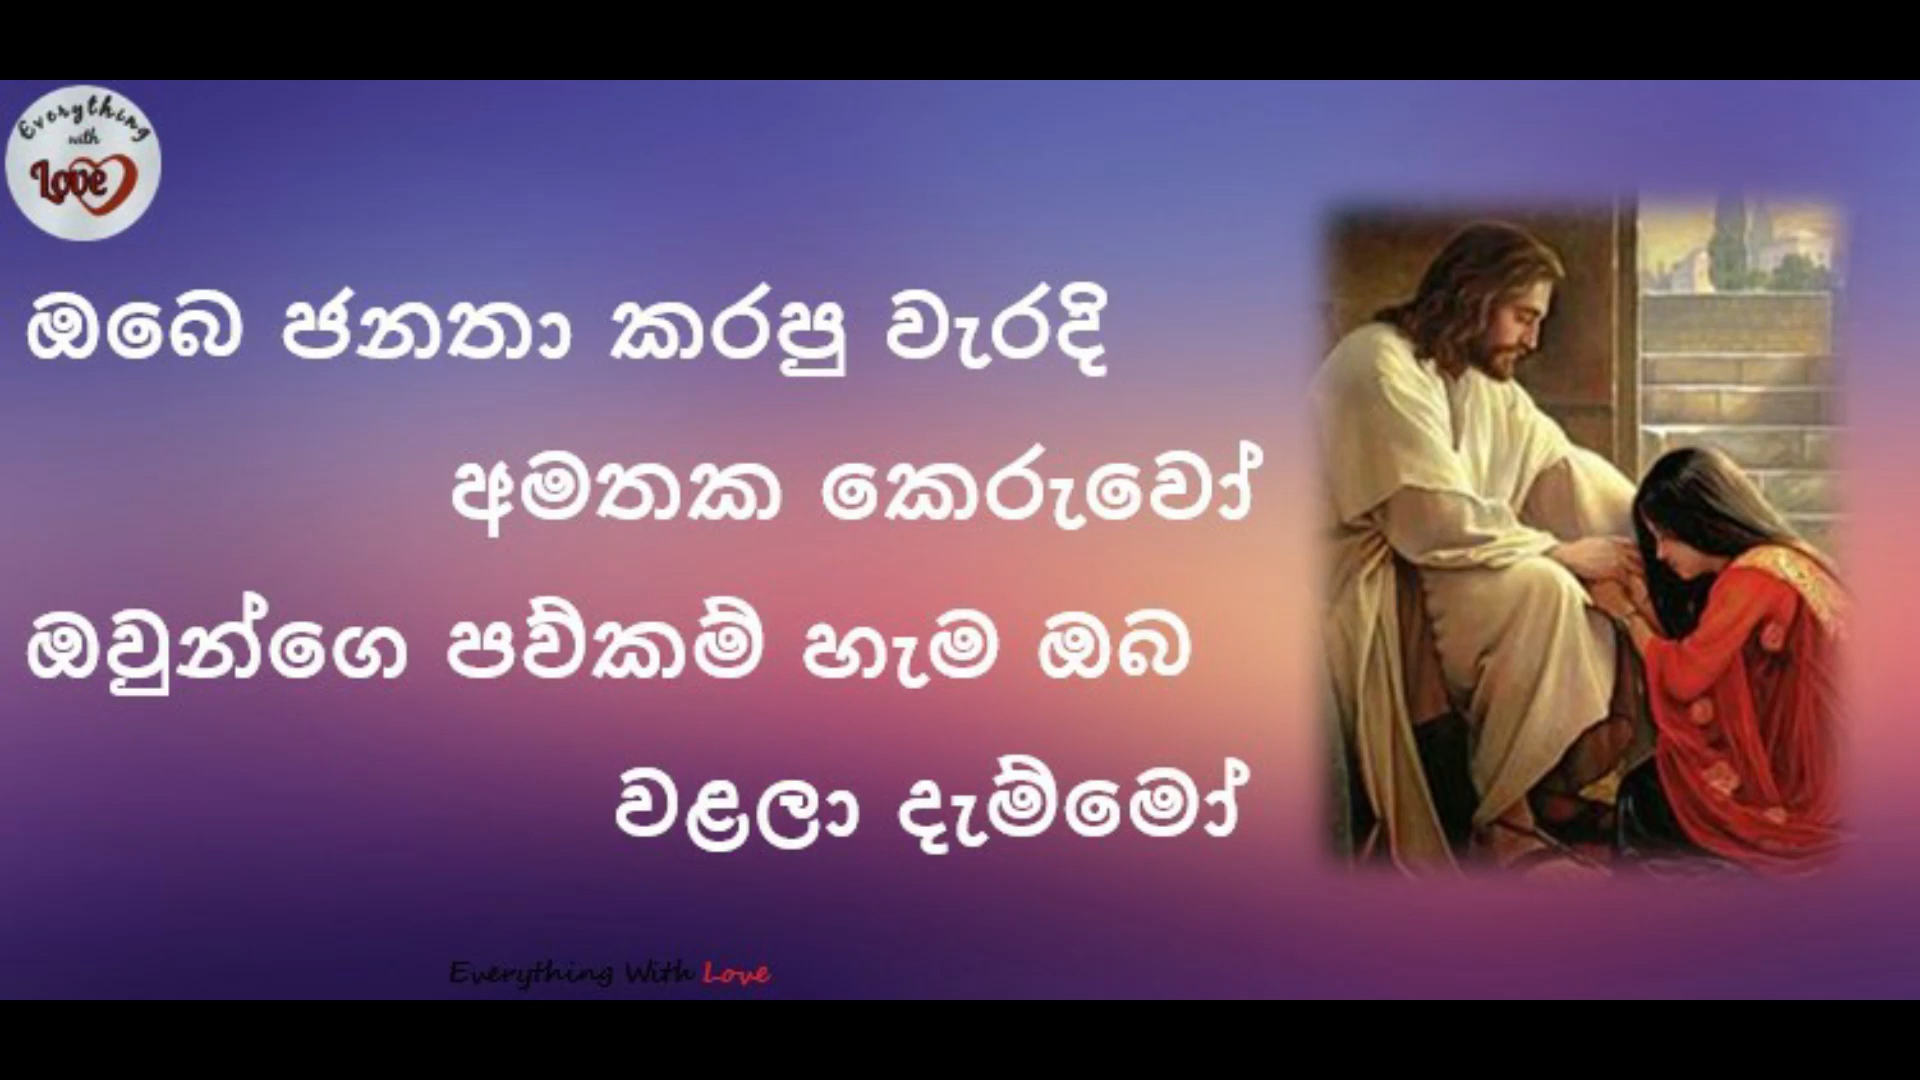 Everything
with
Love
ඔබෙ ජනතා කරපු වැරදි
අමතක කෙරුවෝ
ඔවුන්ගෙ පව්කම් හැම ඔබ
වළලා දැම්මෝ
Everything With Love